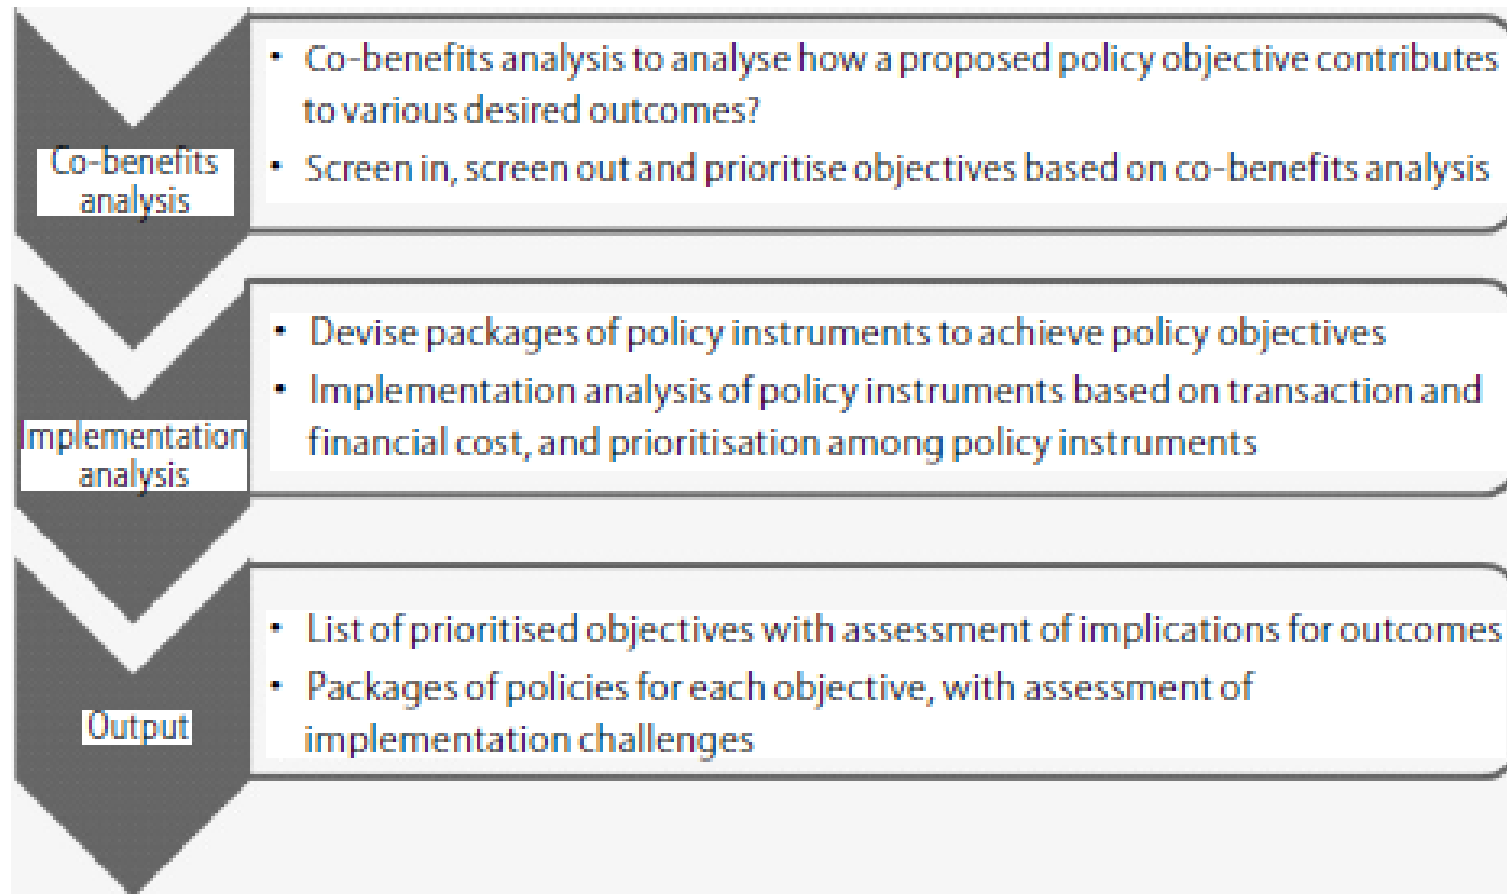 Co-benefits
analysis
• Co-benefits analysis to analyse how a proposed policy objective contributes
to various desired outcomes?
• Screen in, screen out and prioritise objectives based on co-benefits analysis
Implementation
analysis
• Devise packages of policy instruments to achieve policy objectives
• Implementation analysis of policy instruments based on transaction and
financial cost, and prioritisation among policy instruments
Output
• List of prioritised objectives with assessment of implications for outcomes
• Packages of policies for each objective, with assessment of
implementation challenges